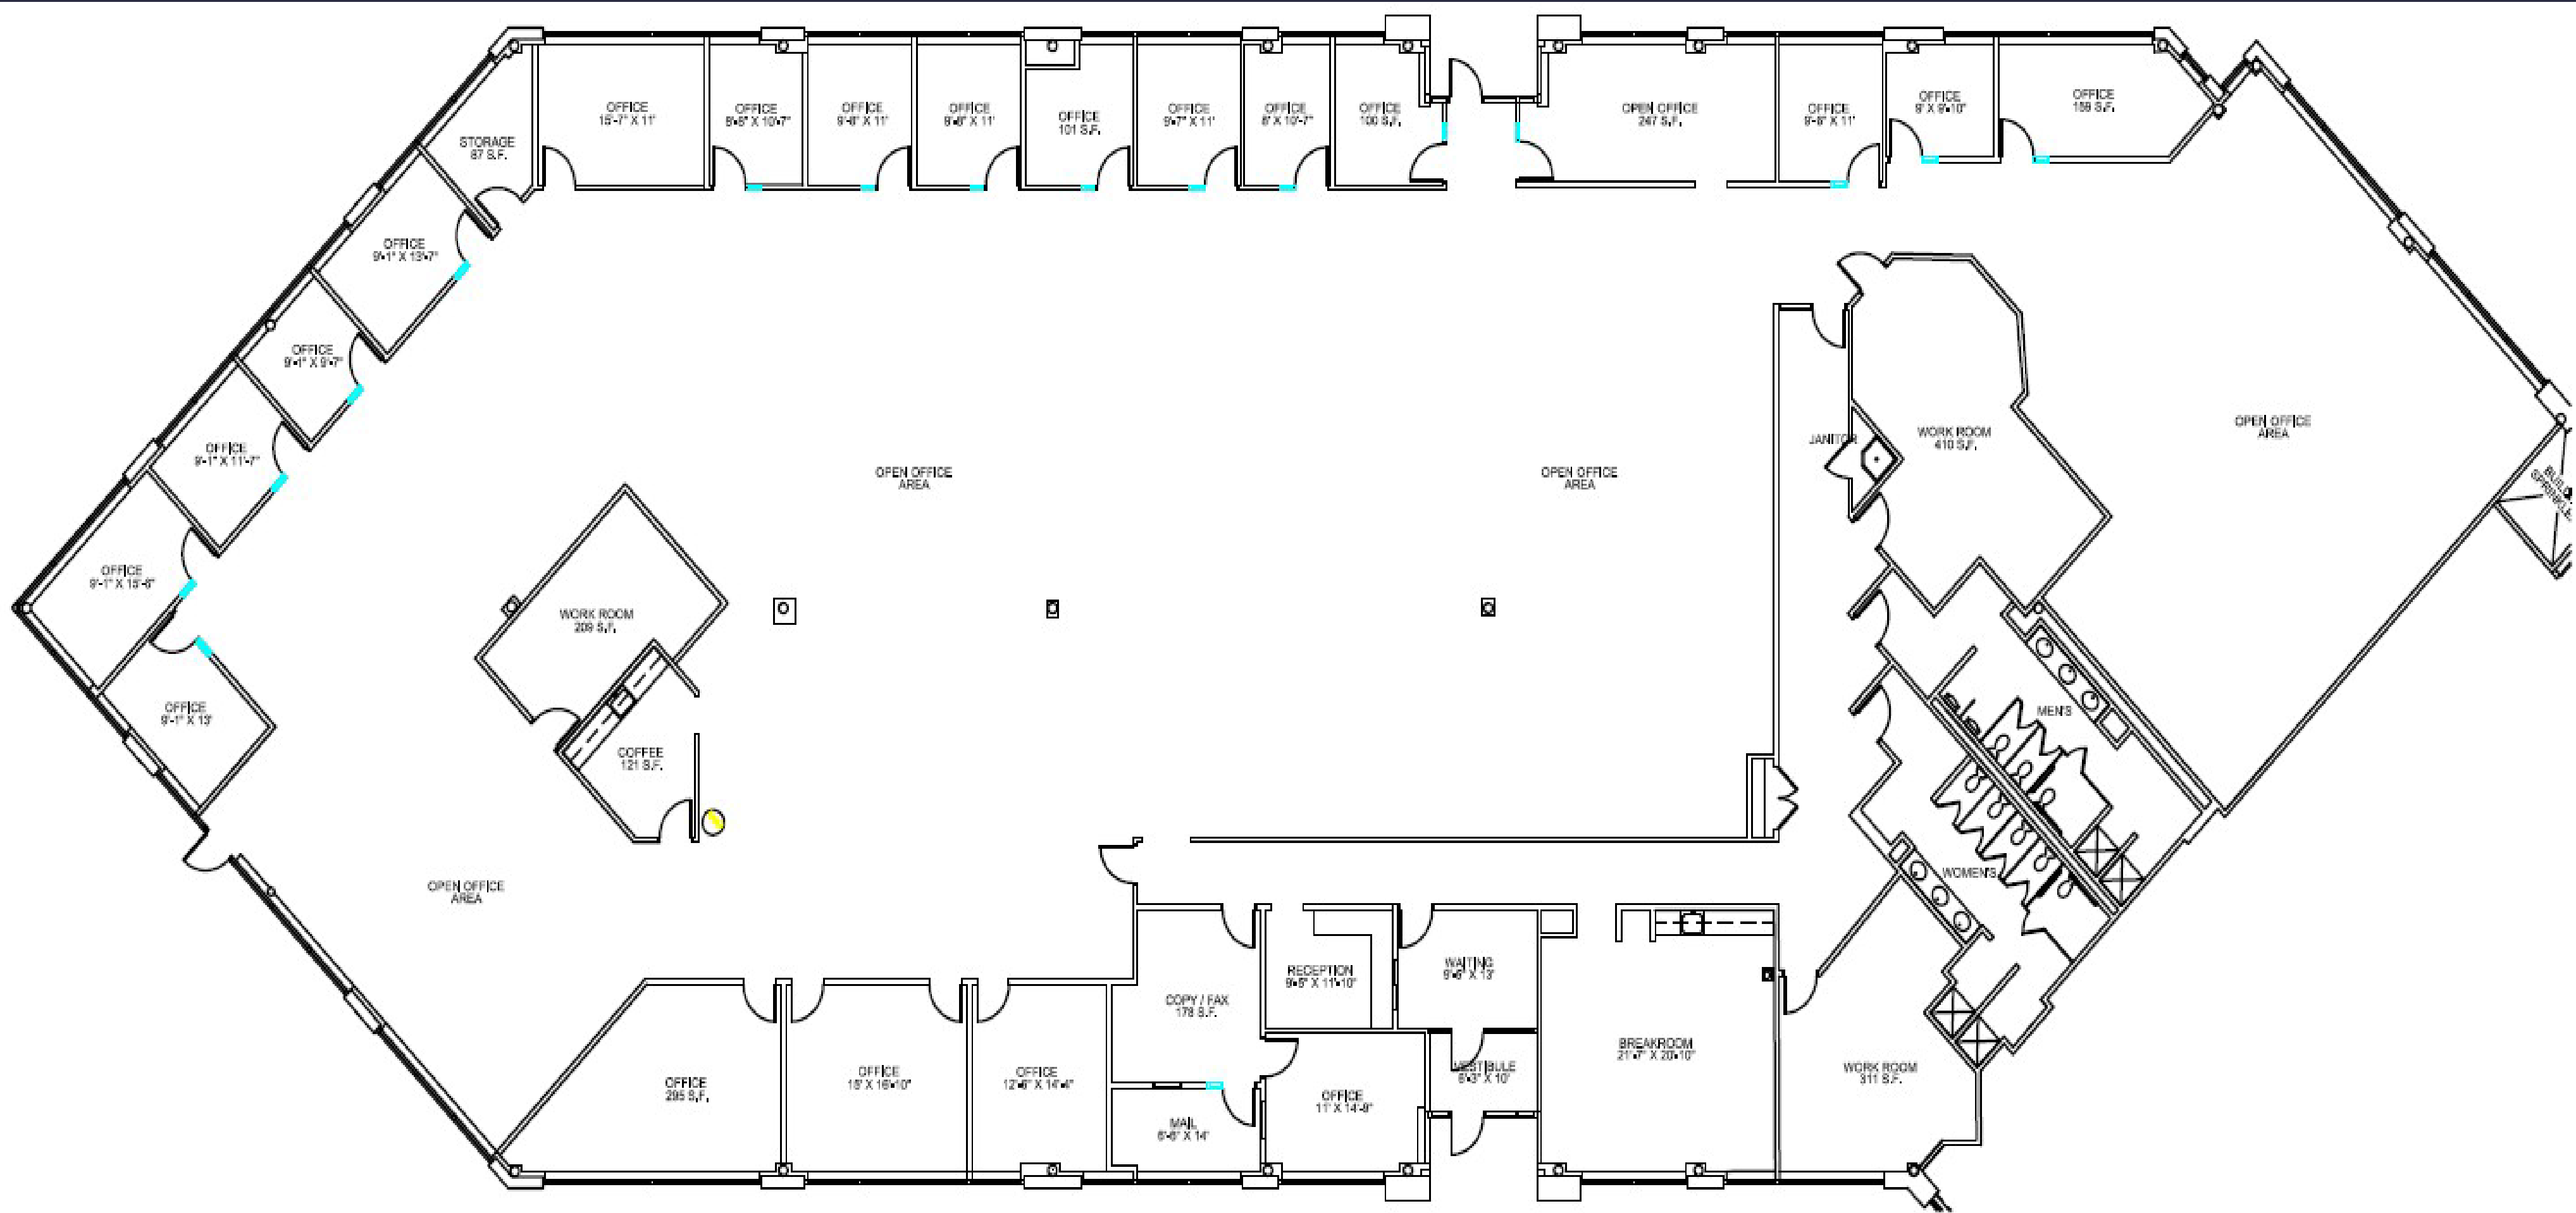 OFFICE
15'-7" X 11'
OFFICE
8'-8" X 10'-7"
OFFICE
9'-8" X 11'
OFFICE
9'-8" X 11'
OFFICE
101 S.F.
OFFICE
9'-7" X 11'
OFFICE
8' X 10'-7"
OFFICE
100 S.F.
OPEN OFFICE
247 S.F.
OFFICE
9'-8" X 11'
OFFICE
9' X 9'-10"
OFFICE
159 S.F.
STORAGE
87 S.F.
OFFICE
9'-1" X 13'-7"
OFFICE
9'-1" X 9'-7"
OFFICE
9'-1" X 11'-7"
OFFICE
9'-1" X 15'-8"
OFFICE
9'-1" X 13'
OPEN OFFICE
AREA
OPEN OFFICE
AREA
JANITOR
WORK ROOM
410 S.F.
OPEN OFFICE
AREA
WORK ROOM
209 S.F.
COFFEE
121 S.F.
MEN'S
WOMEN'S
OPEN OFFICE
AREA
OFFICE
295 S.F.
OFFICE
15' X 16'-10"
OFFICE
12'-6" X 14'-4"
COPY / FAX
178 S.F.
MAIL
6'-6" X 14'
RECEPTION
9'-5" X 11'-10"
OFFICE
11' X 14'-9"
WAITING
9'-6" X 13'
VESTIBULE
6'-3" X 10'
BREAKROOM
21'-7" X 20'-10"
WORK ROOM
311 S.F.